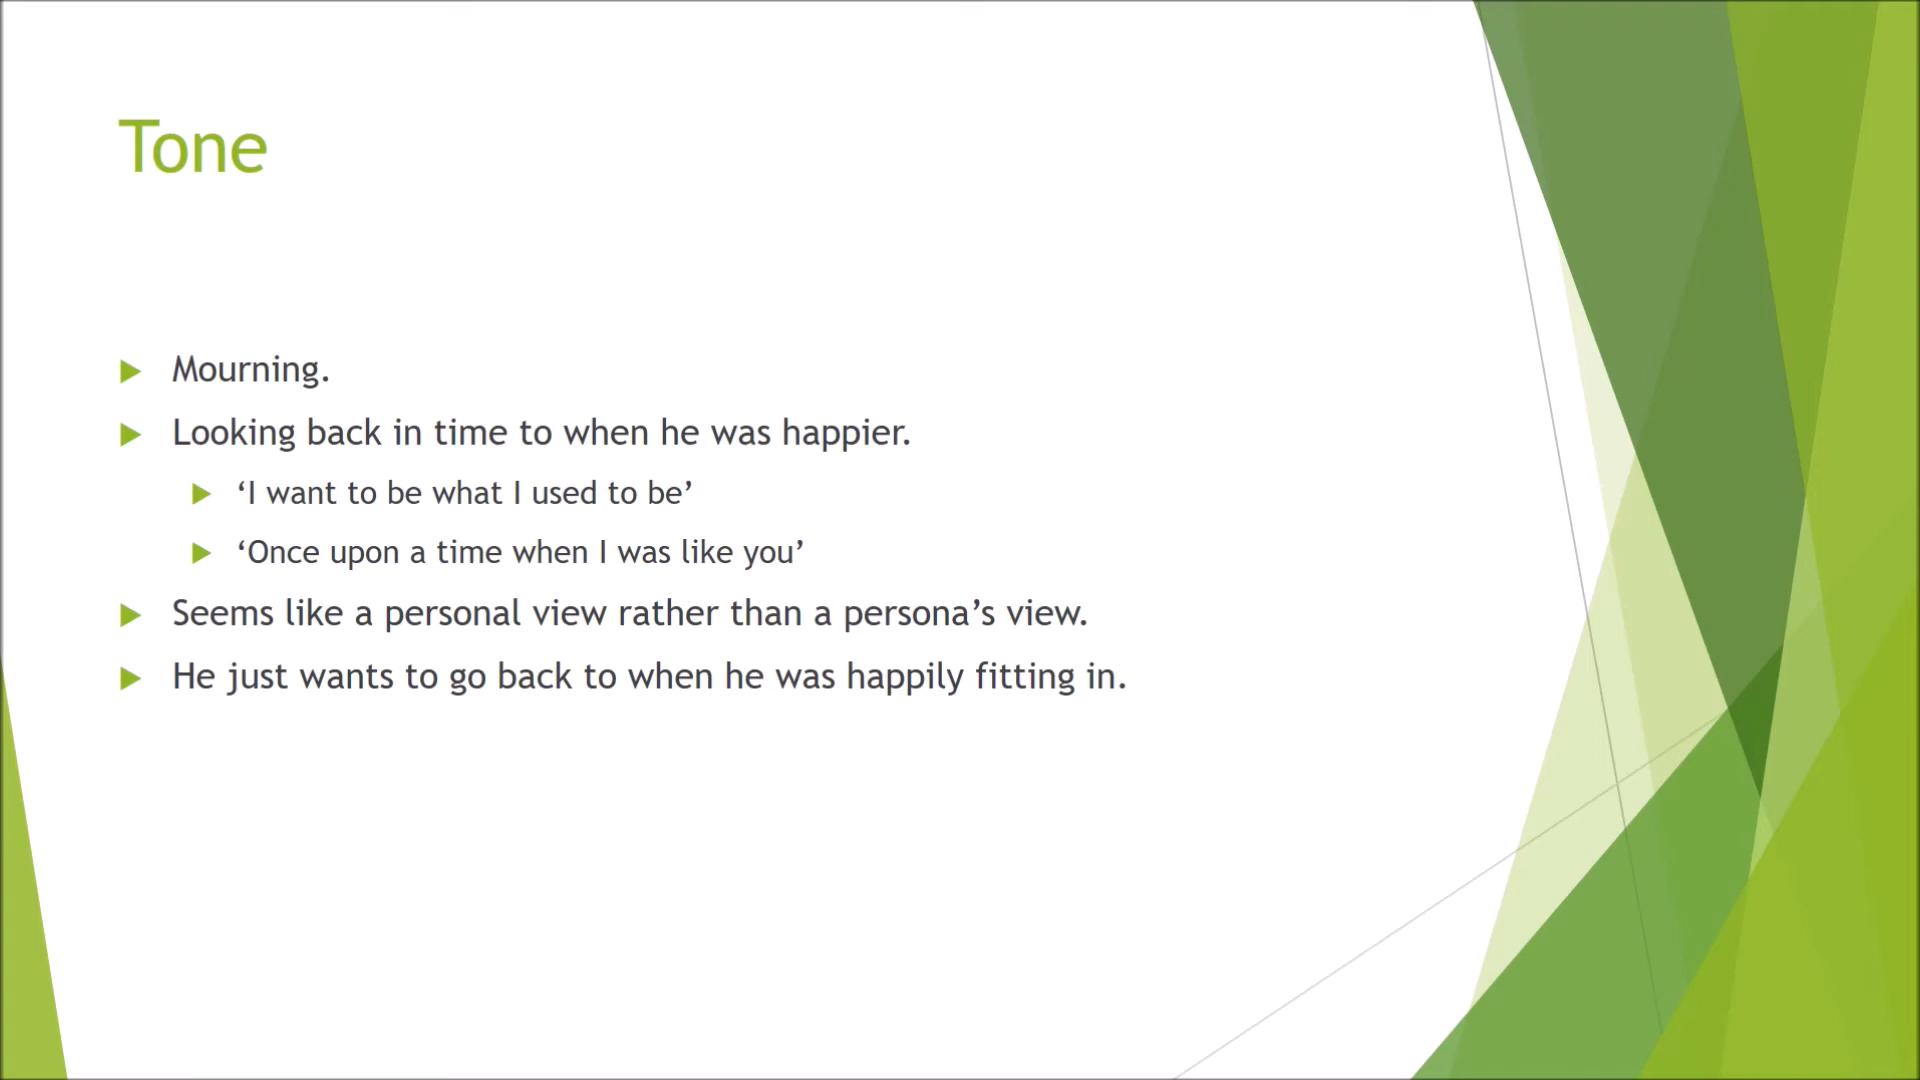 Tone
Mourning.
Looking back in time to when he was happier.
‘I want to be what I used to be’
‘Once upon a time when I was like you’
Seems like a personal view rather than a persona’s view.
He just wants to go back to when he was happily fitting in.